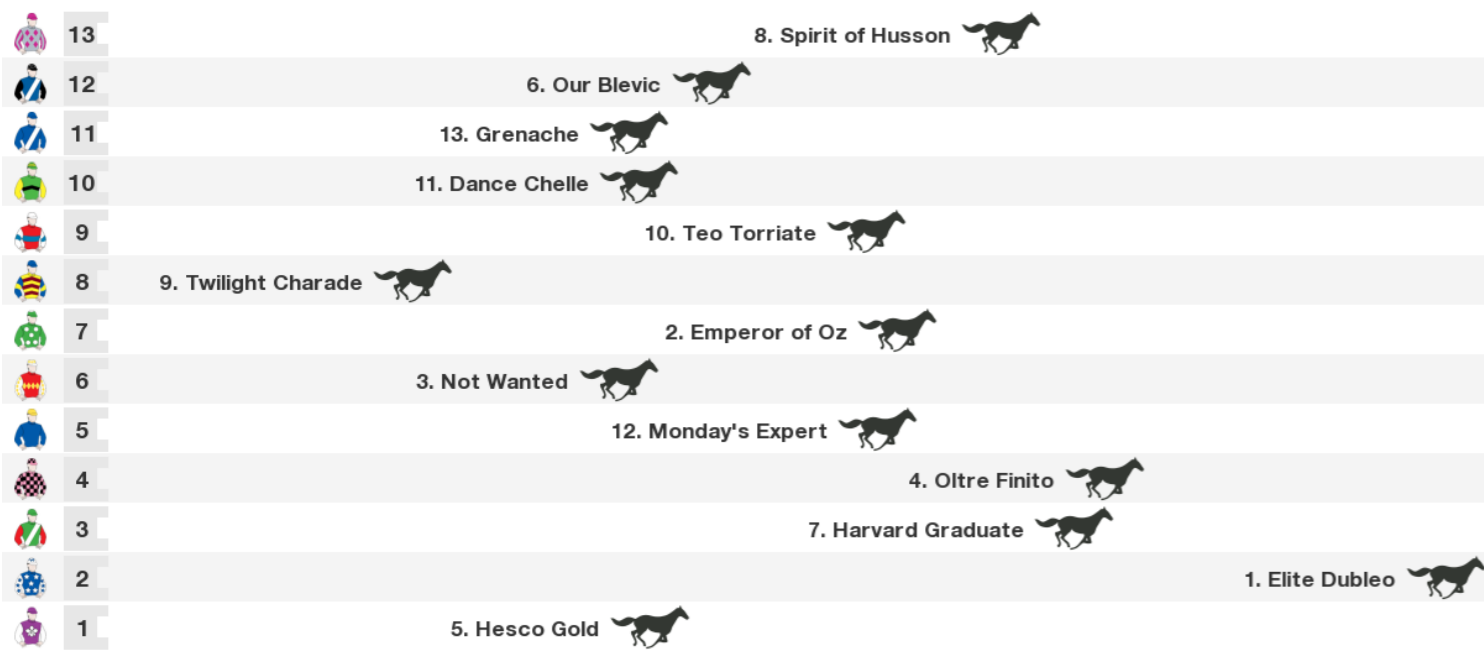 13 8. Spirit of Husson
12 6. Our Blevic
11 13. Grenache
10 11. Dance Chelle
9 10. Teo Torriate
8 9. Twilight Charade
7 2. Emperor of Oz
6 3. Not Wanted
5 12. Monday's Expert
4 4. Oltre Finito
3 7. Harvard Graduate
2 1. Elite Dubleo
1 5. Hesco Gold